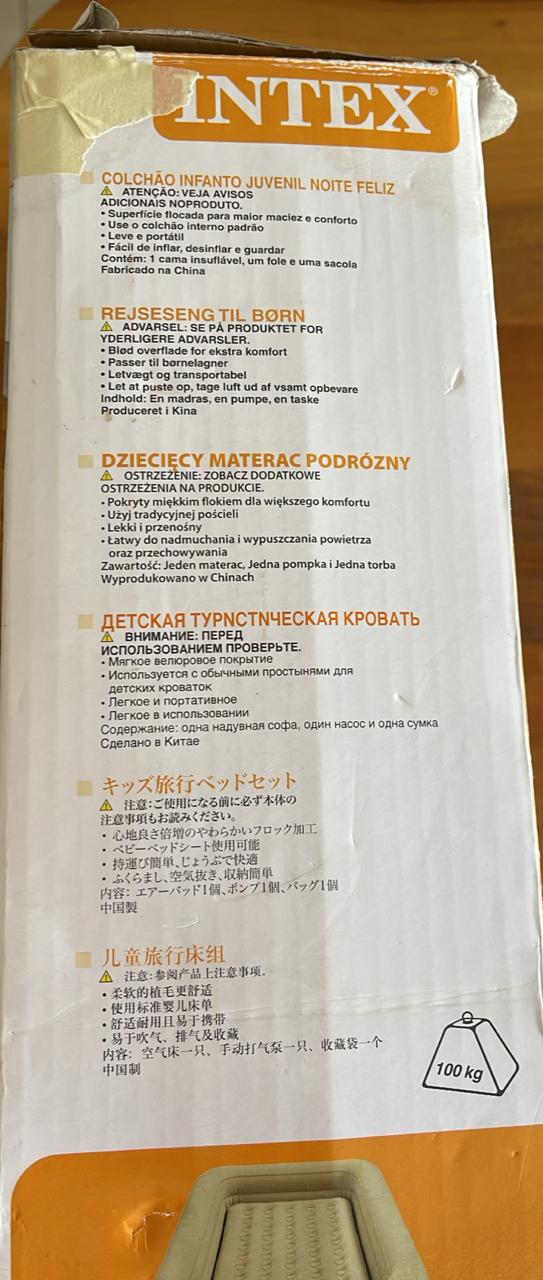 INTEX®
COLCHÃO INFANTO JUVENIL NOITE FELIZ
ATENÇÃO: VEJA AVISOS
ADICIONAIS NOPRODUTO.
• Superfície flocada para maior maciez e conforto
• Use o colchão interno padrão
• Leve e portátil
• Fácil de inflar, desinflar e guardar
Contém: 1 cama insuflável, um fole e uma sacola
Fabricado na China
REJSESENG TIL BØRN
ADVARSEL: SE PÅ PRODUKTET FOR
YDERLIGERE ADVARSLER.
• Blød overflade for ekstra komfort
• Passer til børnelagner
• Letvægt og transportabel
• Let at puste op, tage luft ud af vsamt opbevare
Indhold: En madras, en pumpe, en taske
Produceret i Kina
DZIECIĘCY MATERAC PODRÓZNY
OSTRZEŻENIE: ZOBACZ DODATKOWE
OSTRZEŻENIA NA PRODUKCIE.
• Pokryty miękkim flokiem dla większego komfortu
• Użyj tradycyjnej pościeli
• Lekki i przenośny
• Łatwy do nadmuchania i wypuszczania powietrza
oraz przechowywania
Zawartość: Jeden materac, Jedna pompka i Jedna torba
Wyprodukowano w Chinach
ДЕТСКАЯ ТУРNСТNЧЕСКАЯ КРОВАТЬ
ВНИМАНИЕ: ПЕРЕД
ИСПОЛЬЗОВАНИЕМ ПРОВЕРЬТЕ.
• Мягкое велюровое покрытие
• Используется с обычными простынями для
детских кроваток
• Легкое и портативное
• Легкое в использовании
Содержание: одна надувная софа, один насос и одна сумка
Сделано в Китае
キッズ旅行ベッドセット
注意:ご使用になる前に必ず本体の
注意事項もお読みください。
• 心地良さ倍増のやわらかいフロック加工
• ベビーベッドシート使用可能
• 持運び簡単、じょうぶで快適
• ふくらまし、空気抜き、収納簡単
内容: エアーバッド1個、ポンプ1個、バッグ1個
中国製
儿童旅行床组
注意:参阅产品上注意事项。
• 柔软的植毛更舒适
• 使用标准婴儿床单
• 舒适耐用且易于携带
• 易于吹气、排气及收藏
内容: 空气床一只、手动打气泵一只、收藏袋一个
中国制
100 kg